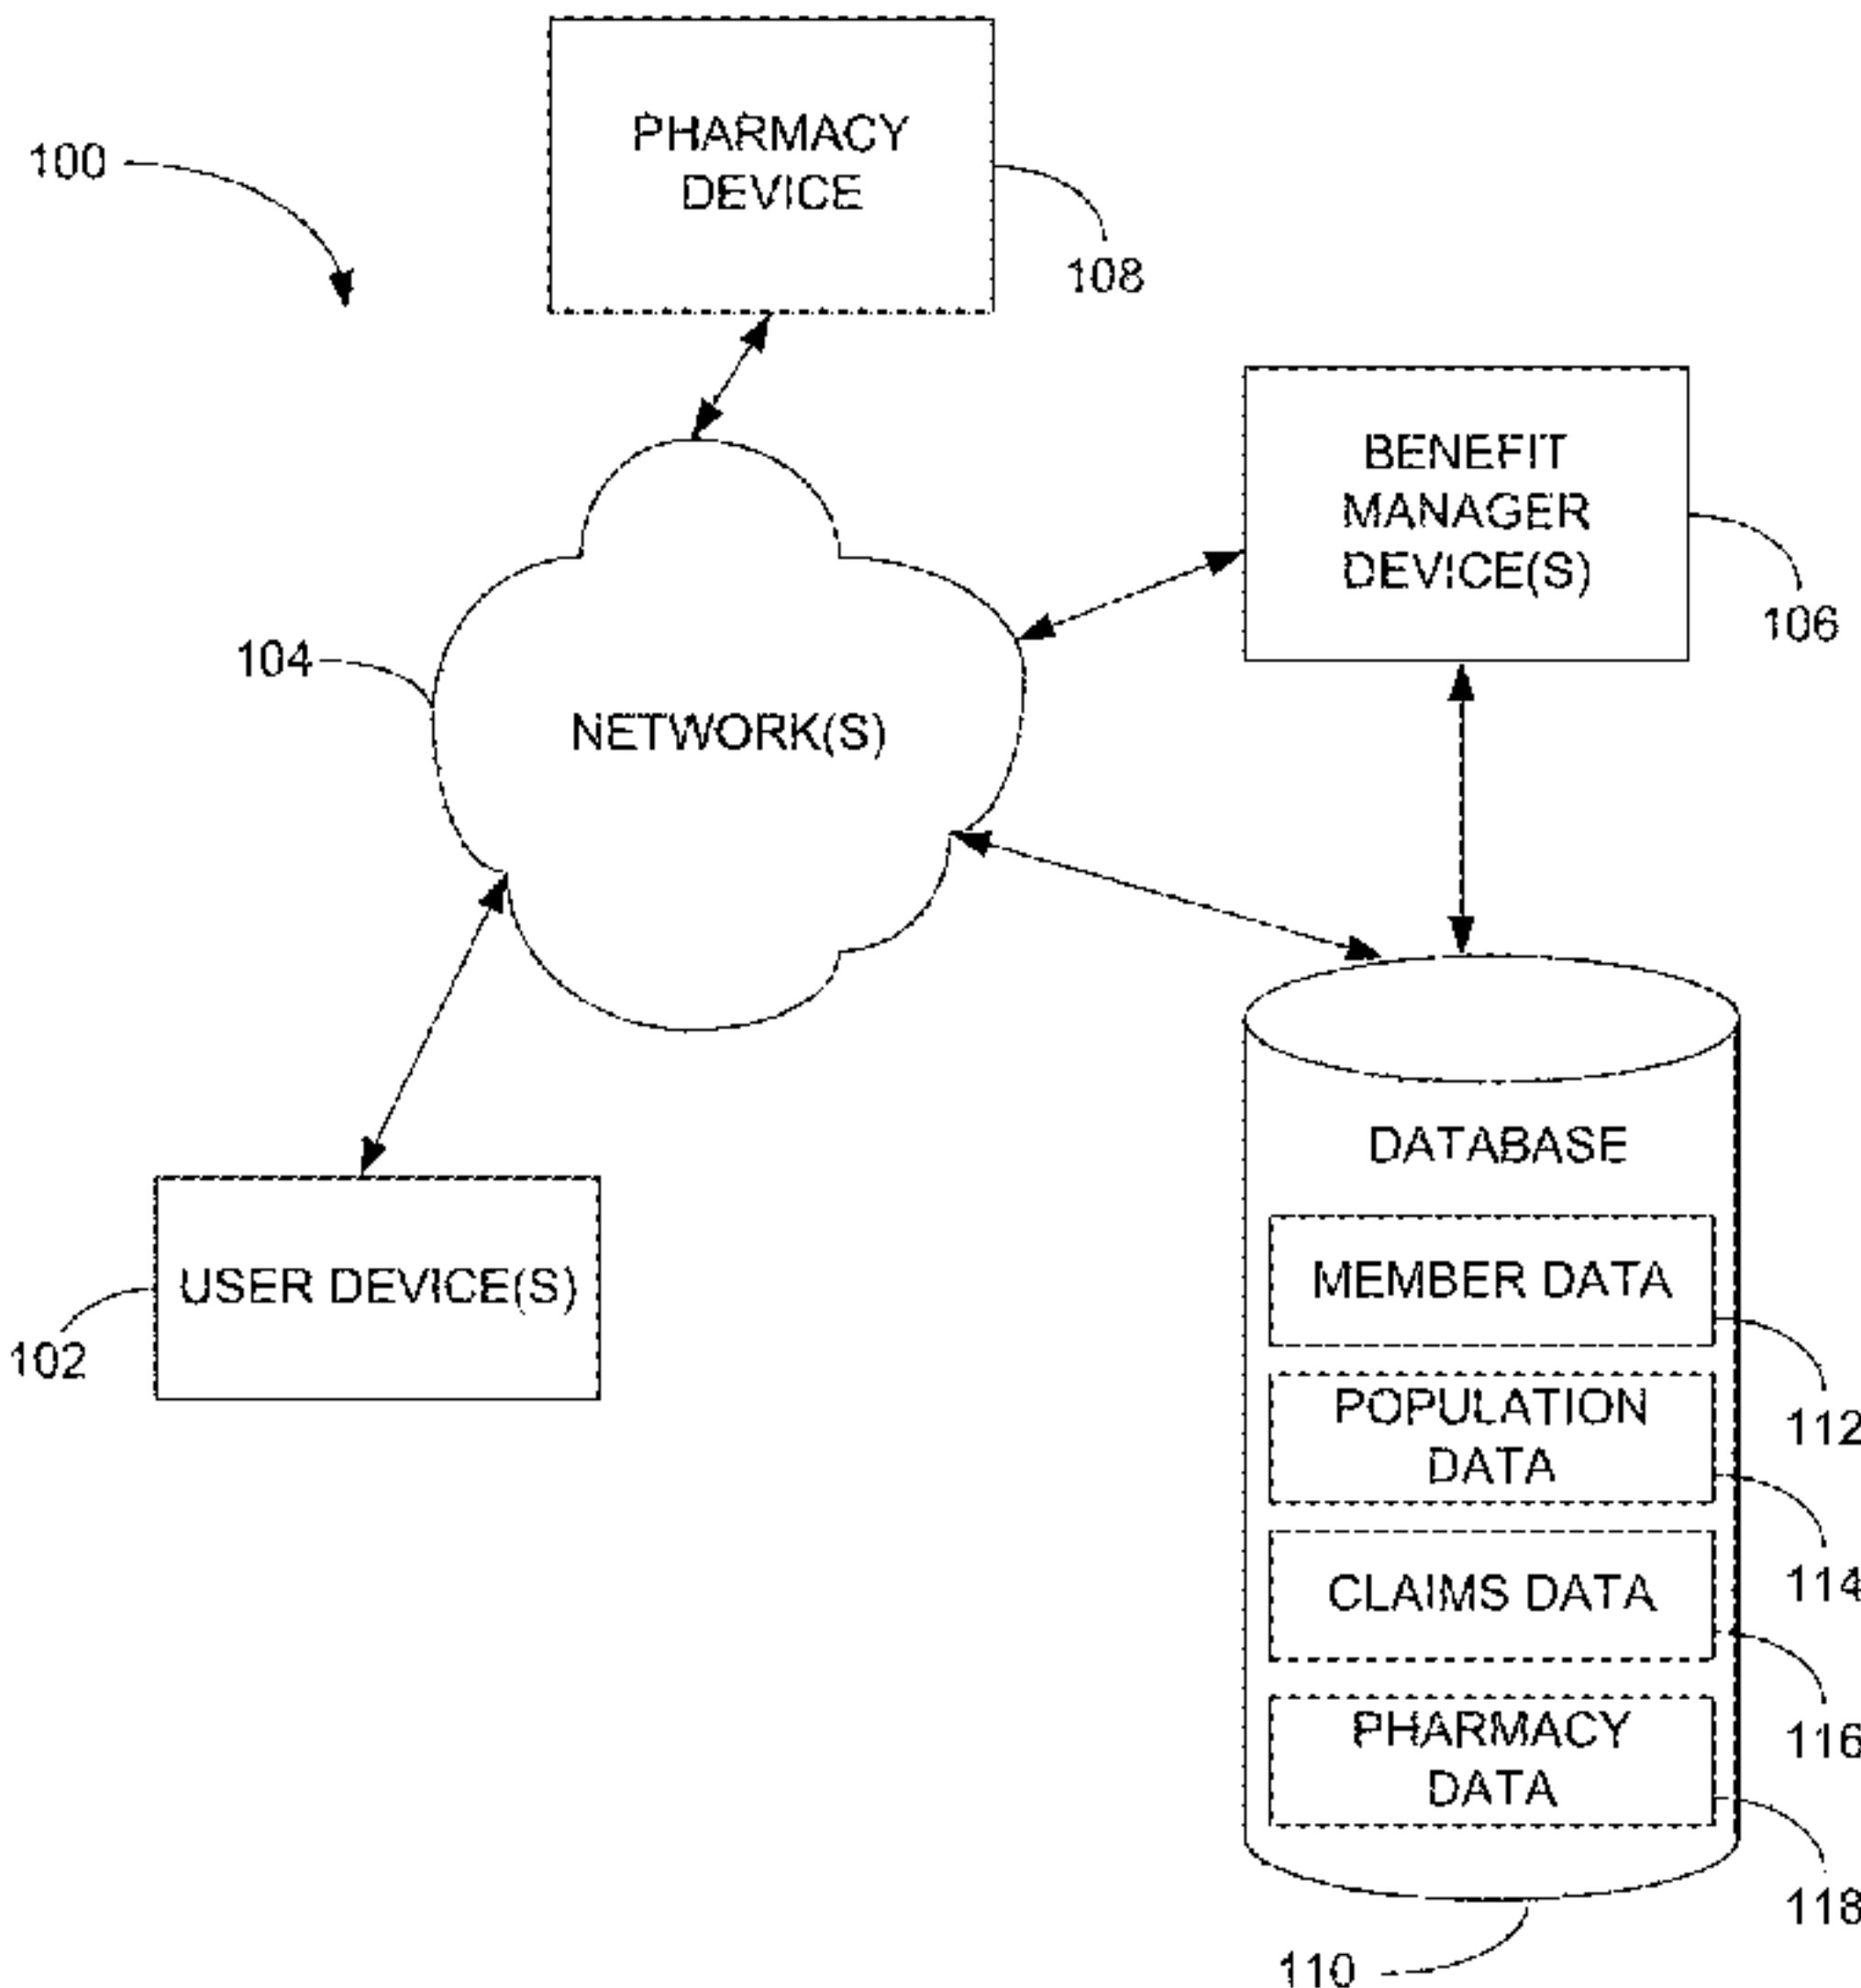 PHARMACY
DEVICE
100
108
BENEFIT
MANAGER
DEVICE(S)
106
104
NETWORK(S)
DATABASE
USER DEVICE(S)
102
MEMBER DATA
112
POPULATION
DATA
114
CLAIMS DATA
116
PHARMACY
DATA
118
110